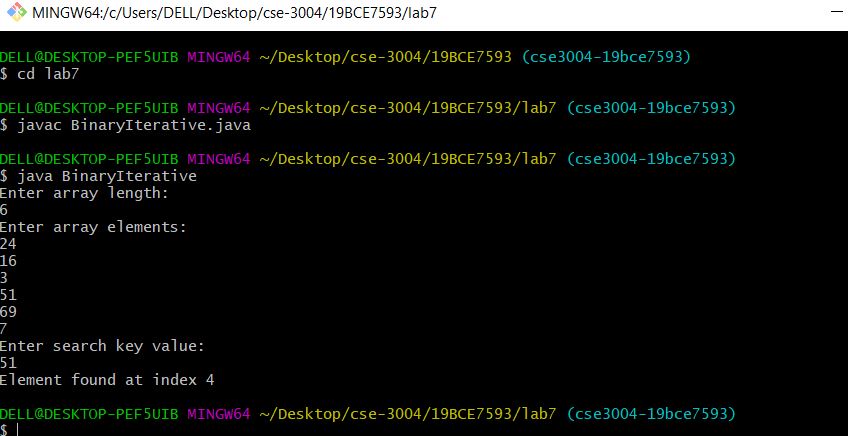 MINGW64:/c/Users/DELL/Desktop/cse-3004/19BCE7593/lab7
DELL@DESKTOP-PEF5UIB MINGW64 ~/Desktop/cse-3004/19BCE7593 (cse3004-19bce7593)
$ cd lab7
DELL@DESKTOP-PEF5UIB MINGW64 ~/Desktop/cse-3004/19BCE7593/lab7 (cse3004-19bce7593)
$ javac BinaryIterative.java
DELL@DESKTOP-PEF5UIB MINGW64 ~/Desktop/cse-3004/19BCE7593/lab7 (cse3004-19bce7593)
$ java BinaryIterative
Enter array length:
6
Enter array elements:
24
16
3
51
69
7
Enter search key value:
51
Element found at index 4
DELL@DESKTOP-PEF5UIB MINGW64 ~/Desktop/cse-3004/19BCE7593/lab7 (cse3004-19bce7593)
$